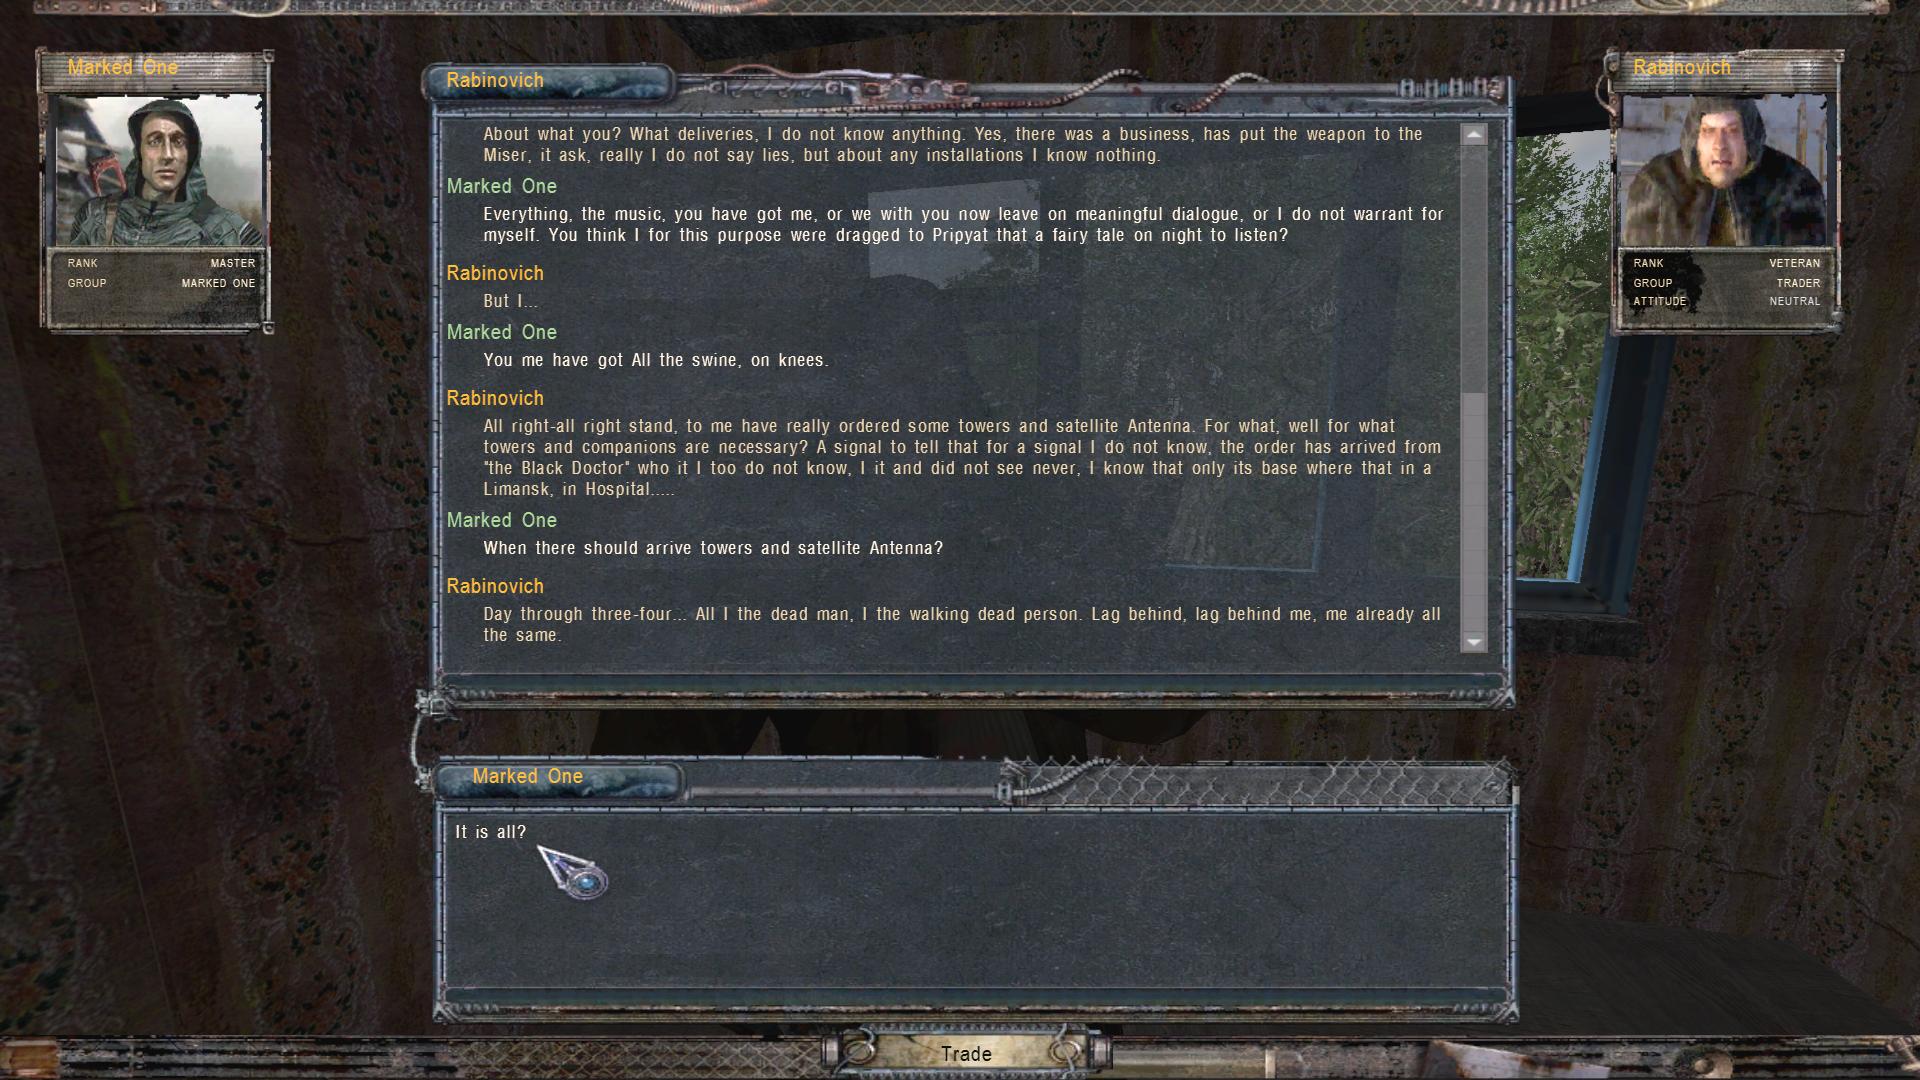 Marked One
RANK MASTER
GROUP MARKED ONE
Rabinovich
About what you? What deliveries, I do not know anything. Yes, there was a business, has put the weapon to the
Miser, it ask, really I do not say lies, but about any installations I know nothing.
Marked One
Everything, the music, you have got me, or we with you now leave on meaningful dialogue, or I do not warrant for
myself. You think I for this purpose were dragged to Pripyat that a fairy tale on night to listen?
Rabinovich
But I...
Marked One
You me have got All the swine, on knees.
Rabinovich
All right-all right stand, to me have really ordered some towers and satellite Antenna. For what, well for what
towers and companions are necessary? A signal to tell that for a signal I do not know, the order has arrived from
"the Black Doctor" who it I too do not know, I it and did not see never, I know that only its base where that in a
Limansk, in Hospital.....
Marked One
When there should arrive towers and satellite Antenna?
Rabinovich
Day through three-four... All I the dead man, I the walking dead person. Lag behind, lag behind me, me already all
the same.
Rabinovich
RANK VETERAN
GROUP TRADER
ATTITUDE NEUTRAL
Marked One
It is all?
Trade